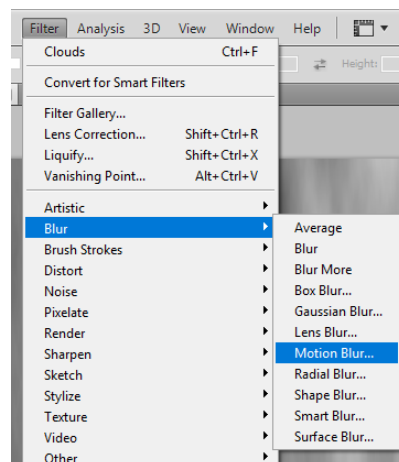 Filter Analysis 3D View Window Help
Clouds Ctrl+F
Height:
Convert for Smart Filters
Filter Gallery...
Lens Correction... Shift+Ctrl+R
Liquify... Shift+Ctrl+X
Vanishing Point... Alt+Ctrl+V
Artistic
Blur
Brush Strokes
Distort
Noise
Pixelate
Render
Sharpen
Sketch
Stylize
Texture
Video
Other
Average
Blur
Blur More
Box Blur...
Gaussian Blur...
Lens Blur...
Motion Blur...
Radial Blur...
Shape Blur...
Smart Blur...
Surface Blur...